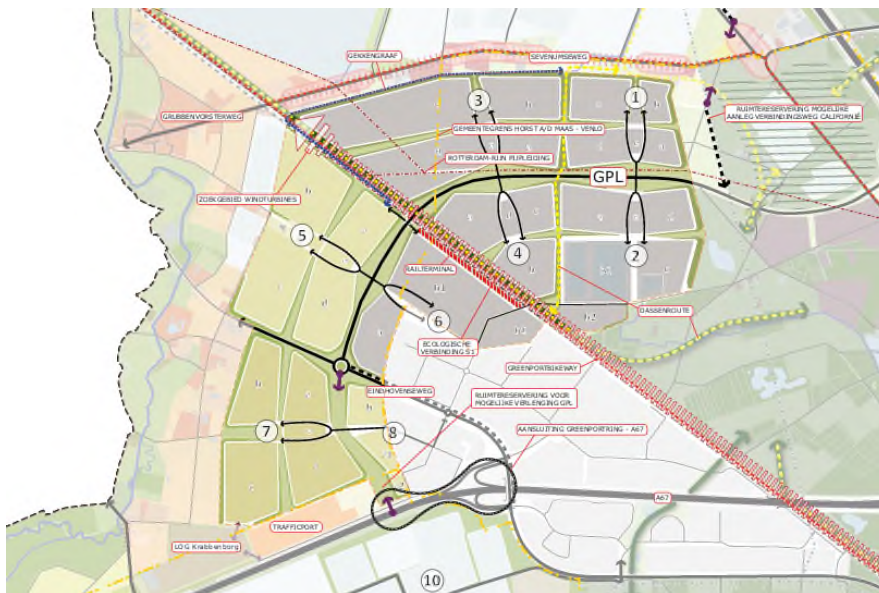 GEKKENGRAAF
SEVENUMSEWEG
3
1
GRUBBENVORSTERWEG
RUIMTERESERVERING MOGELIJKE
AANLEG VERBINDINGSWEG CALIFORNIË
GEMEENTEGRENS HORST A/D MAAS - VENLO
ROTTERDAM-RIJN PIJPLEIDING
GPL
ZOEKGEBIED WINDTURBINES
5
4
2
RAILTERMINAL
6
DASSENROUTE
ECOLOGISCHE
VERBINDING S1
GREENPORTBIKEWAY
EINDHOVENSEWEG
RUIMTERESERVERING VOOR
MOGELIJKE VERLENGING GPL
7
8
AANSLUITING GREENPORTRING - A67
A67
TRAFFICPORT
LOG Krabbenborg
10